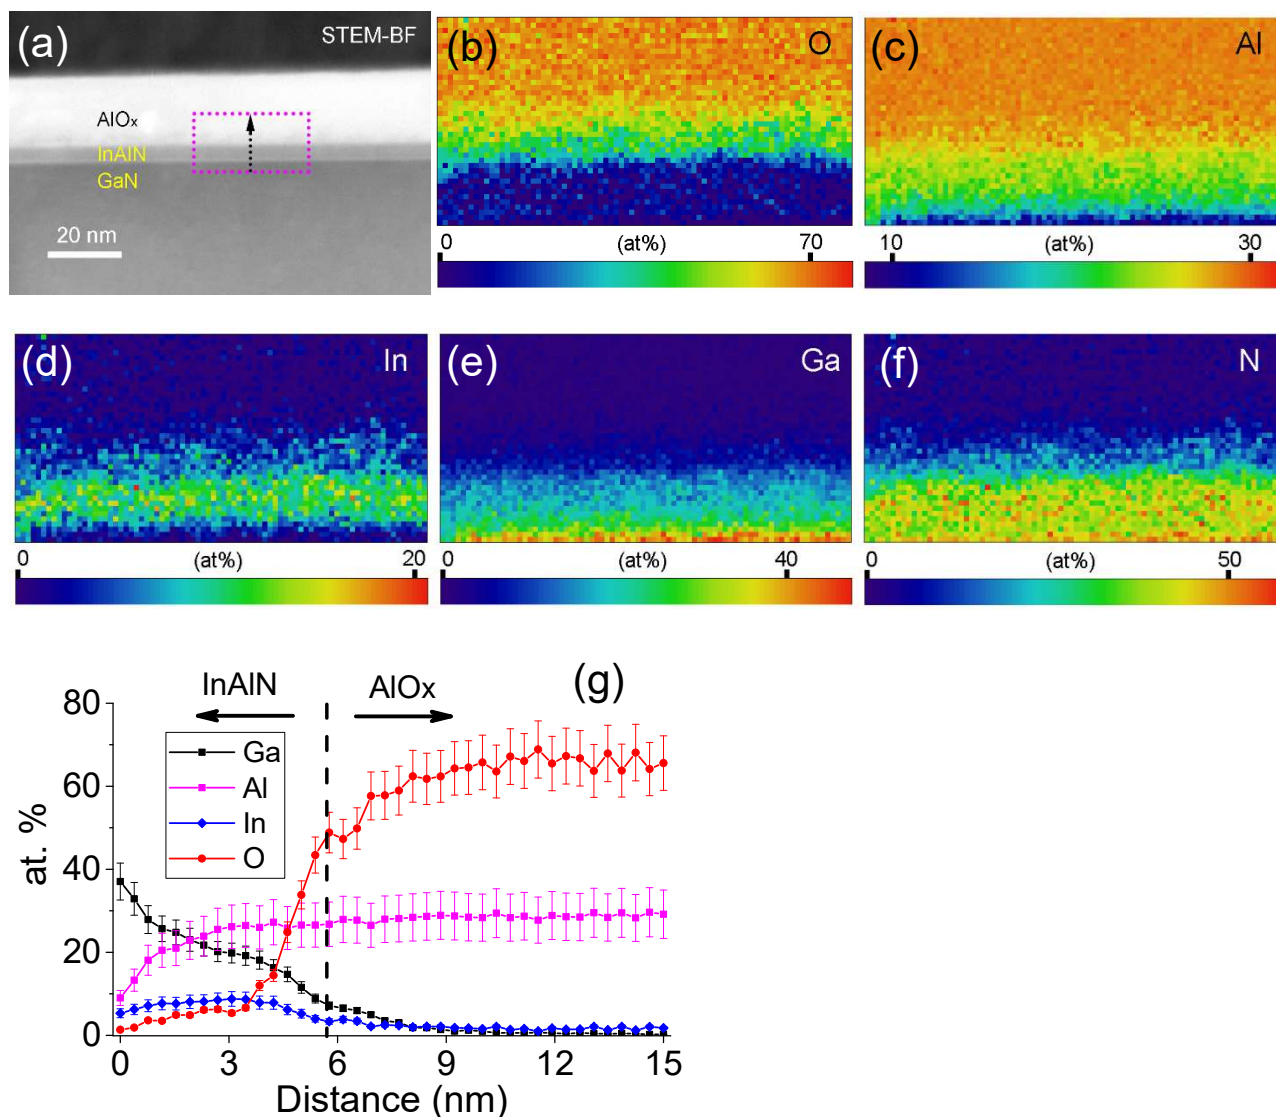 (a)
STEM-BF
AlOx
InAlN
GaN
20 nm
(b)
O
0
(at%)
70
(c)
Al
10
(at%)
30
(d)
In
0
(at%)
20
(e)
Ga
0
(at%)
40
(f)
N
0
(at%)
50
(g)
InAlN
AlOx
Ga
Al
In
O
at. %
80
60
40
20
0
0 3 6 9 12 15
Distance (nm)